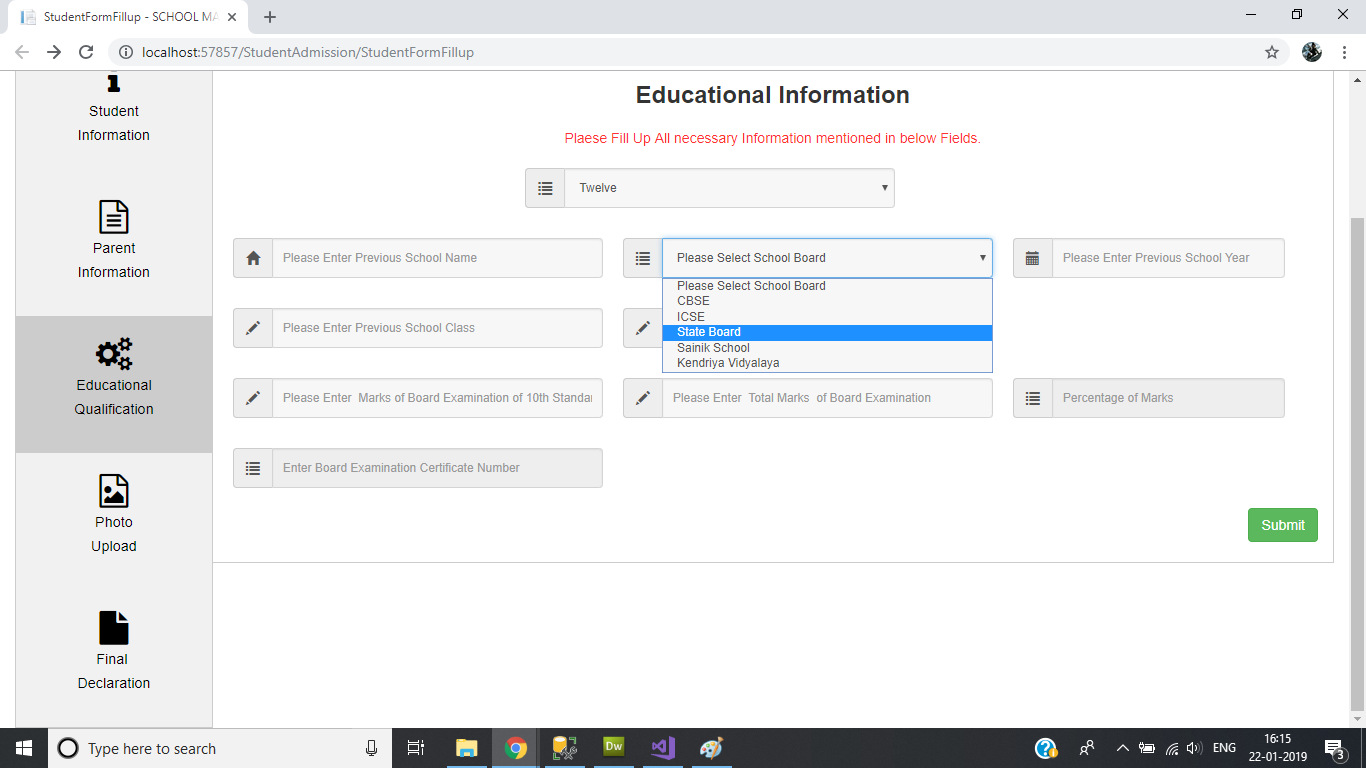 StudentFormFillup - SCHOOL MA
localhost:57857/StudentAdmission/StudentFormFillup
Student
Information
Parent
Information
Educational
Qualification
Photo
Upload
Final
Declaration
Educational Information
Plaese Fill Up All necessary Information mentioned in below Fields.
Twelve
Please Enter Previous School Name
Please Select School Board
Please Enter Previous School Year
Please Select School Board
CBSE
ICSE
State Board
Sainik School
Kendriya Vidyalaya
Please Enter Previous School Class
Please Enter  Marks of Board Examination of 10th Standar
Please Enter  Total Marks  of Board Examination
Percentage of Marks
Enter Board Examination Certificate Number
Submit
Type here to search
Dw
ENG
16:15
22-01-2019
3